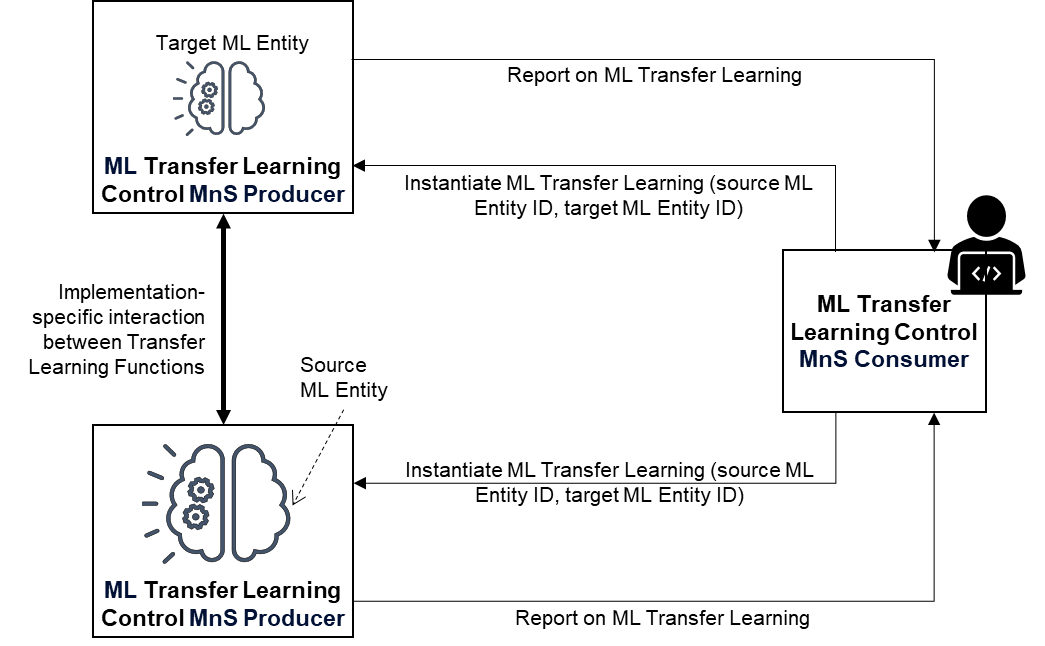 Target ML Entity
ML Transfer Learning
Control MnS Producer
Report on ML Transfer Learning
Instantiate ML Transfer Learning (source ML
Entity ID, target ML Entity ID)
Implementation-
specific interaction
between Transfer
Learning Functions
</>
ML Transfer
Learning Control
MnS Consumer
Source
ML Entity
Instantiate ML Transfer Learning (source ML
Entity ID, target ML Entity ID)
ML Transfer Learning
Control MnS Producer
Report on ML Transfer Learning